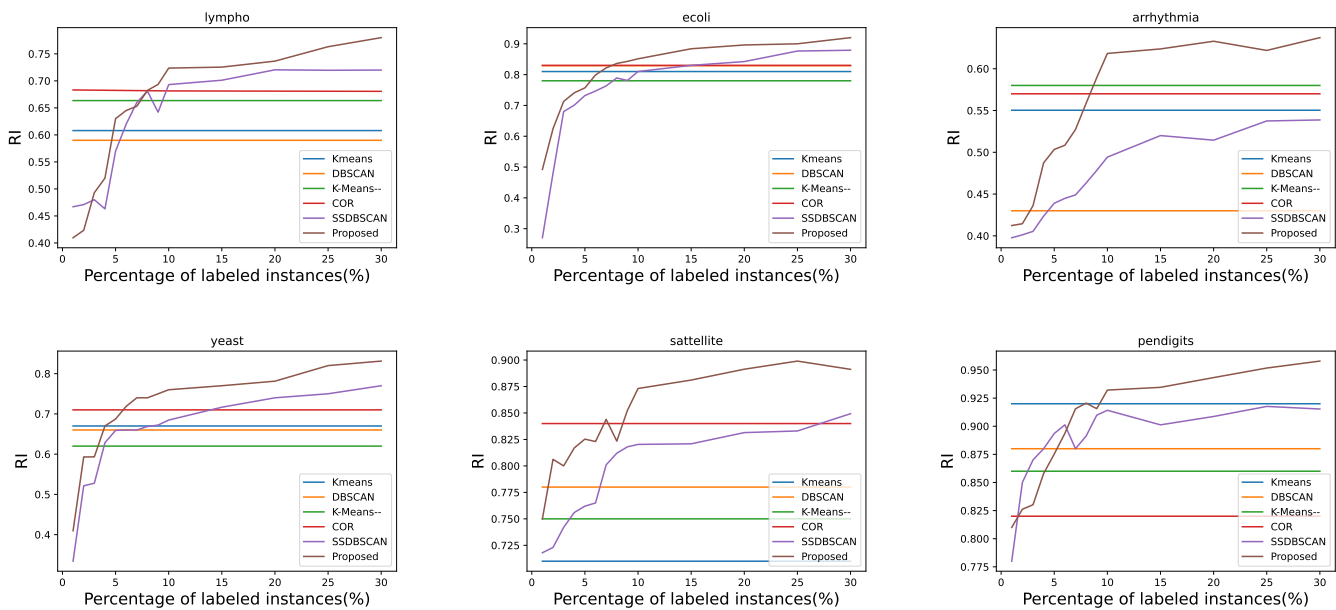 lympho
0.75
0.70
0.65
0.60
0.55
0.50
0.45
0.40
RI
Kmeans
DBSCAN
K-Means--
COR
SSDBSCAN
Proposed
0 5 10 15 20 25 30
Percentage of labeled instances(%)
ecoli
0.9
0.8
0.7
0.6
0.5
0.4
0.3
RI
Kmeans
DBSCAN
K-Means--
COR
SSDBSCAN
Proposed
0 5 10 15 20 25 30
Percentage of labeled instances(%)
arrhythmia
0.60
0.55
0.50
0.45
0.40
RI
Kmeans
DBSCAN
K-Means--
COR
SSDBSCAN
Proposed
0 5 10 15 20 25 30
Percentage of labeled instances(%)
yeast
0.8
0.7
0.6
0.5
0.4
RI
Kmeans
DBSCAN
K-Means--
COR
SSDBSCAN
Proposed
0 5 10 15 20 25 30
Percentage of labeled instances(%)
sattellite
0.900
0.875
0.850
0.825
0.800
0.775
0.750
0.725
RI
Kmeans
DBSCAN
K-Means--
COR
SSDBSCAN
Proposed
0 5 10 15 20 25 30
Percentage of labeled instances(%)
pendigits
0.950
0.925
0.900
0.875
0.850
0.825
0.800
0.775
RI
Kmeans
DBSCAN
K-Means--
COR
SSDBSCAN
Proposed
0 5 10 15 20 25 30
Percentage of labeled instances(%)